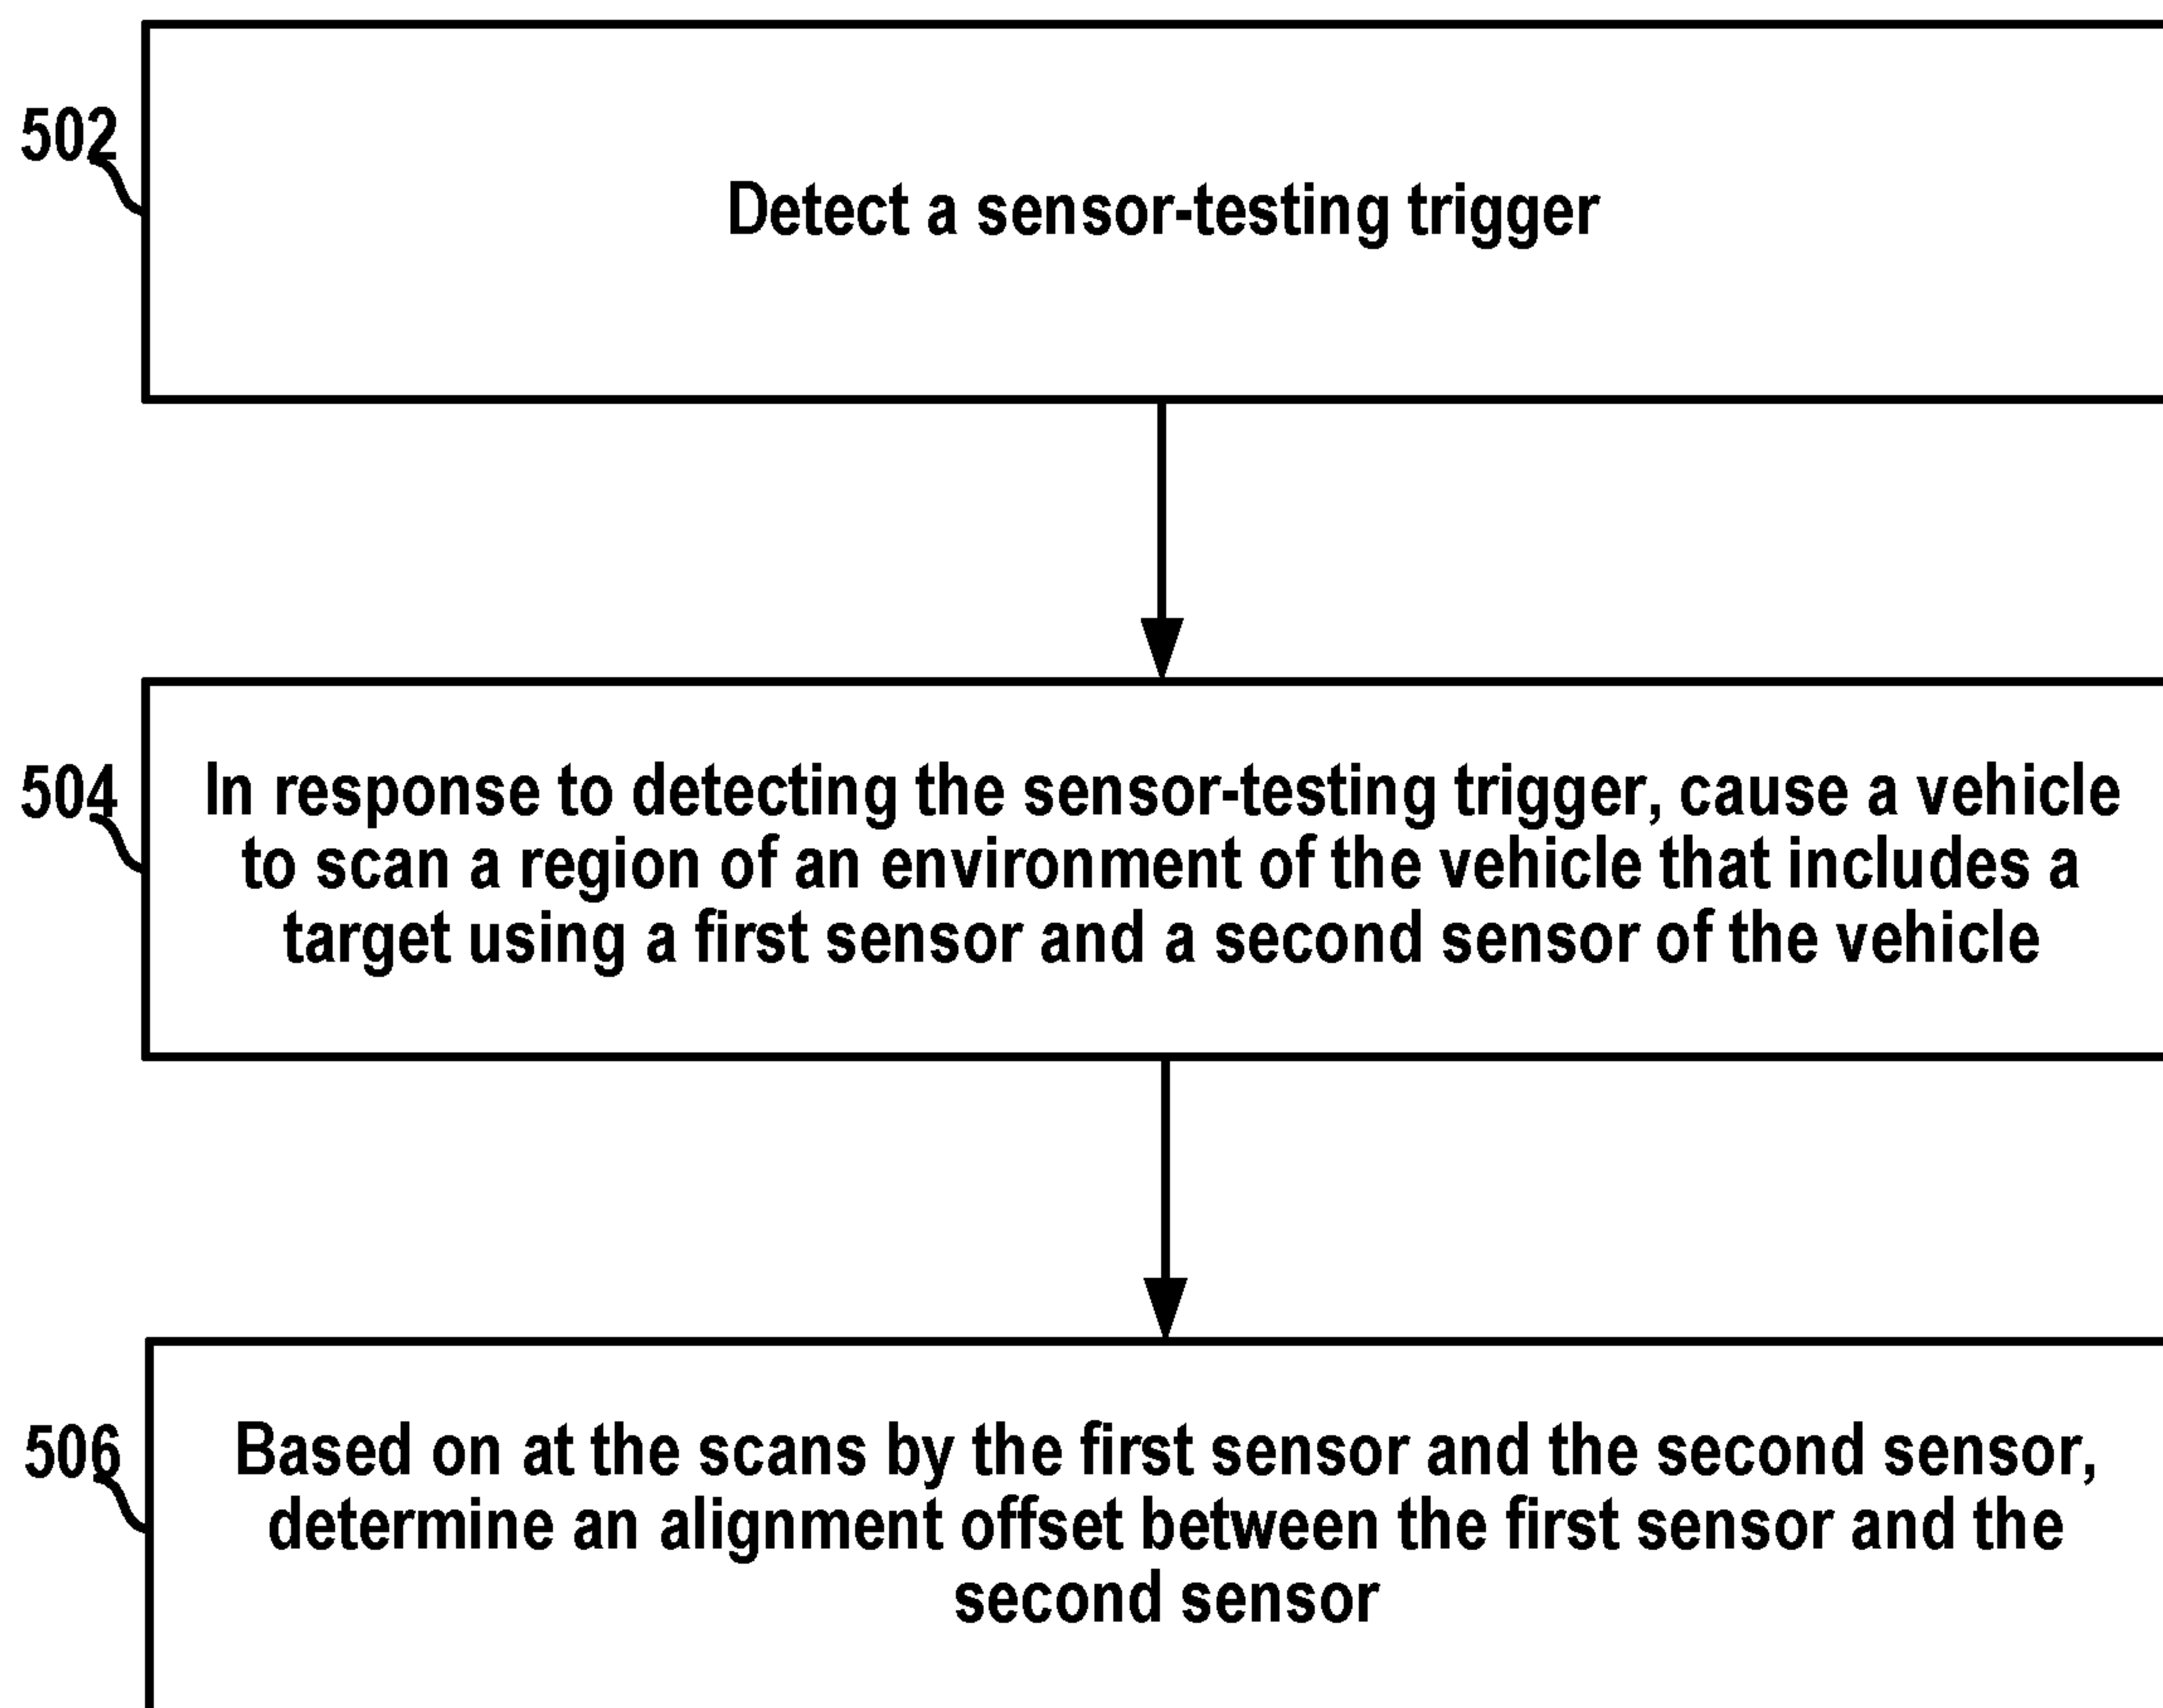 502
Detect a sensor-testing trigger
504
In response to detecting the sensor-testing trigger, cause a vehicle
to scan a region of an environment of the vehicle that includes a
target using a first sensor and a second sensor of the vehicle
506
Based on at the scans by the first sensor and the second sensor,
determine an alignment offset between the first sensor and the
second sensor